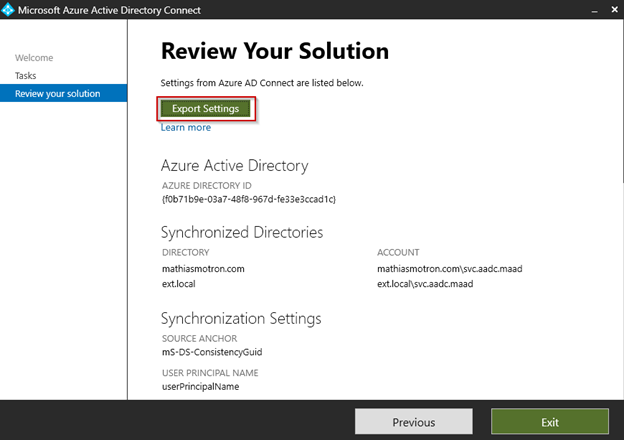 Microsoft Azure Active Directory Connect
Welcome
Tasks
Review your solution
Review Your Solution
Settings from Azure AD Connect are listed below.
Export Settings
Learn more
Azure Active Directory
AZURE DIRECTORY ID
{f0b71b9e-03a7-48f8-967d-fe33e3ccad1c}
Synchronized Directories
DIRECTORY ACCOUNT
mathiasmotron.com mathiasmotron.com\svc.aadc.maad
ext.local ext.local\svc.aadc.maad
Synchronization Settings
SOURCE ANCHOR
mS-DS-ConsistencyGuid
USER PRINCIPAL NAME
userPrincipalName
Previous Exit